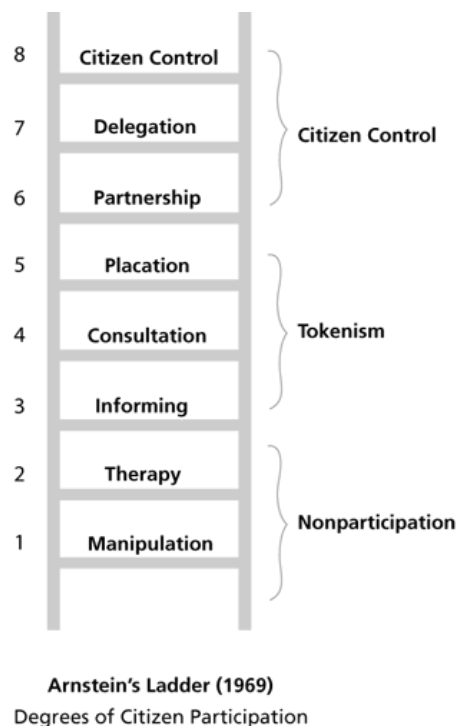 8 Citizen Control
7 Delegation
Citizen Control
6 Partnership
5 Placation
4 Consultation
Tokenism
3 Informing
2 Therapy
Nonparticipation
1 Manipulation
Arnstein’s Ladder (1969)
Degrees of Citizen Participation